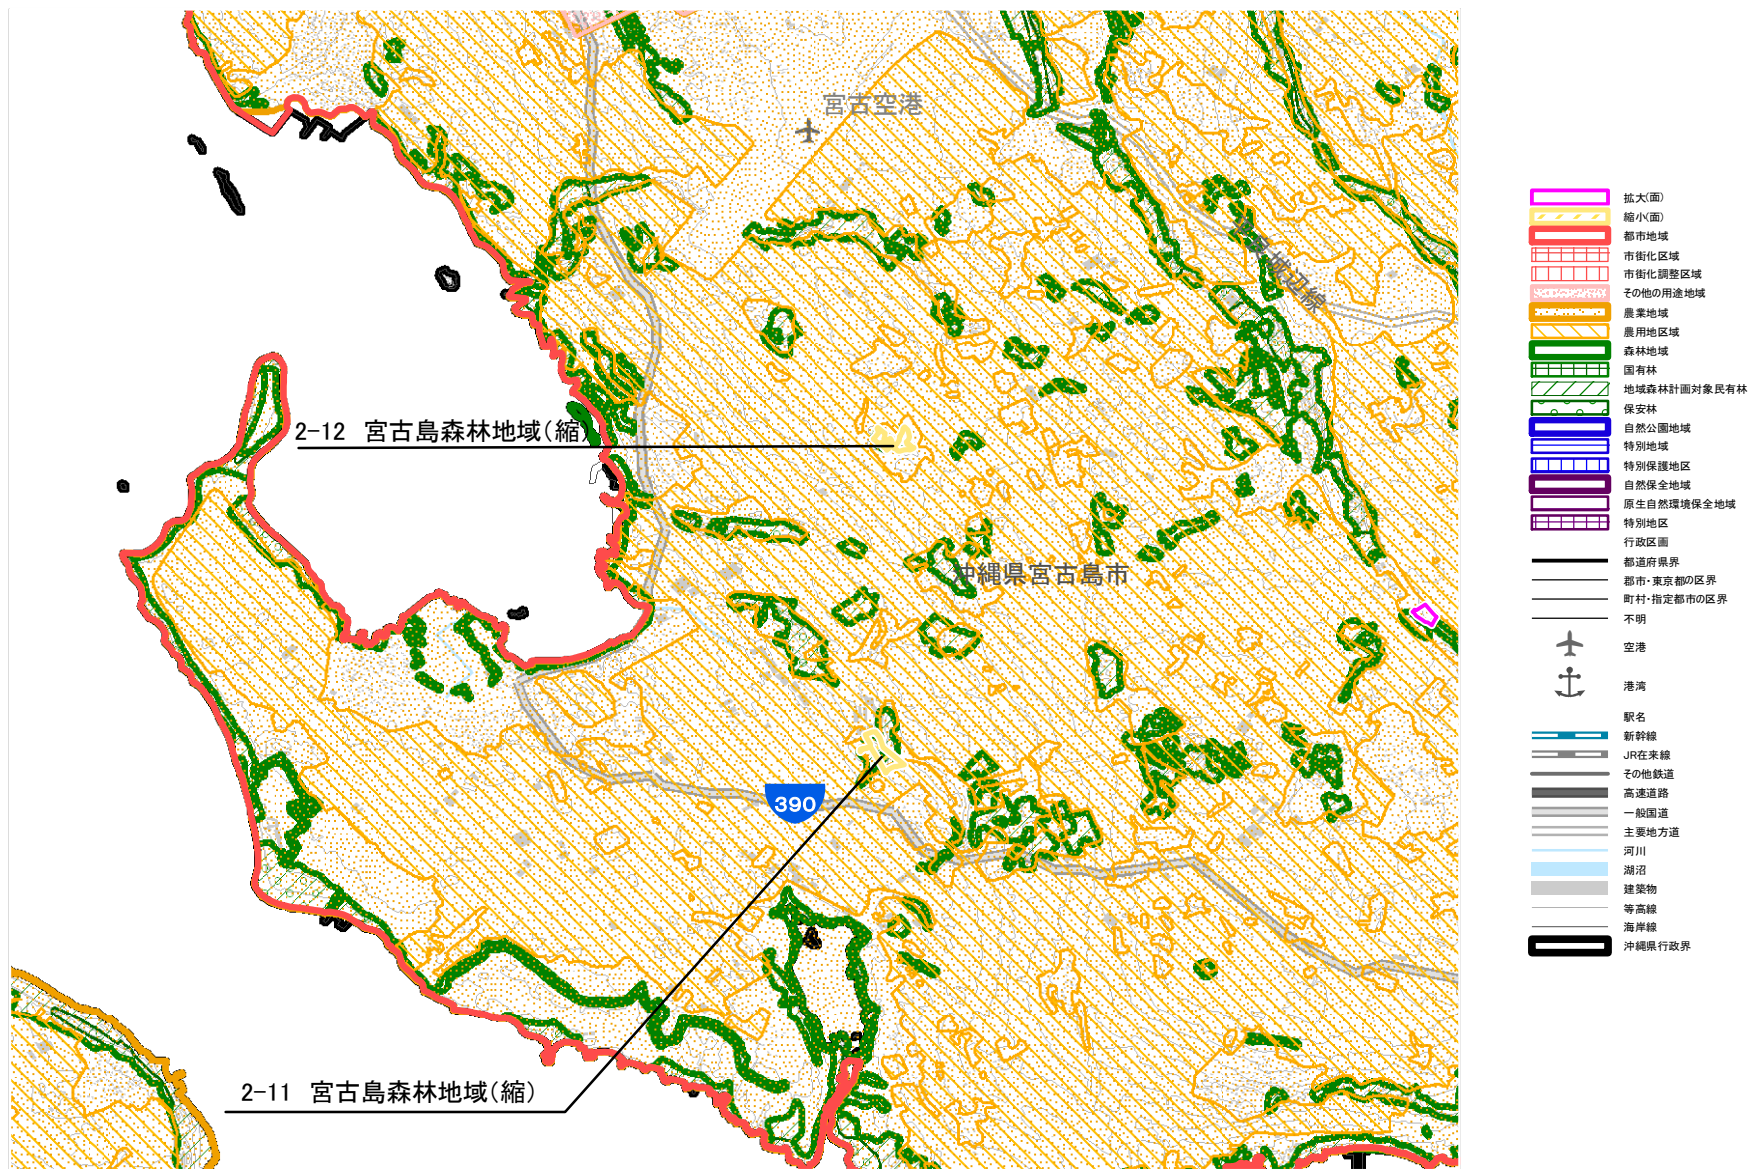 宮古空港
2-12 宮古島森林地域(縮)
沖縄県宮古島市
390
2-11 宮古島森林地域(縮)
拡大(面)
縮小(面)
都市地域
市街化区域
市街化調整区域
その他の用途地域
農業地域
農用地区域
森林地域
国有林
地域森林計画対象民有林
保安林
自然公園地域
特別地域
特別保護地区
自然保全地域
原生自然環境保全地域
特別地区
行政区画
都道府県界
郡市・東京都の区界
町村・指定都市の区界
不明
空港
港湾
駅名
新幹線
JR在来線
その他鉄道
高速道路
一般国道
主要地方道
河川
湖沼
建築物
等高線
海岸線
沖縄県行政界